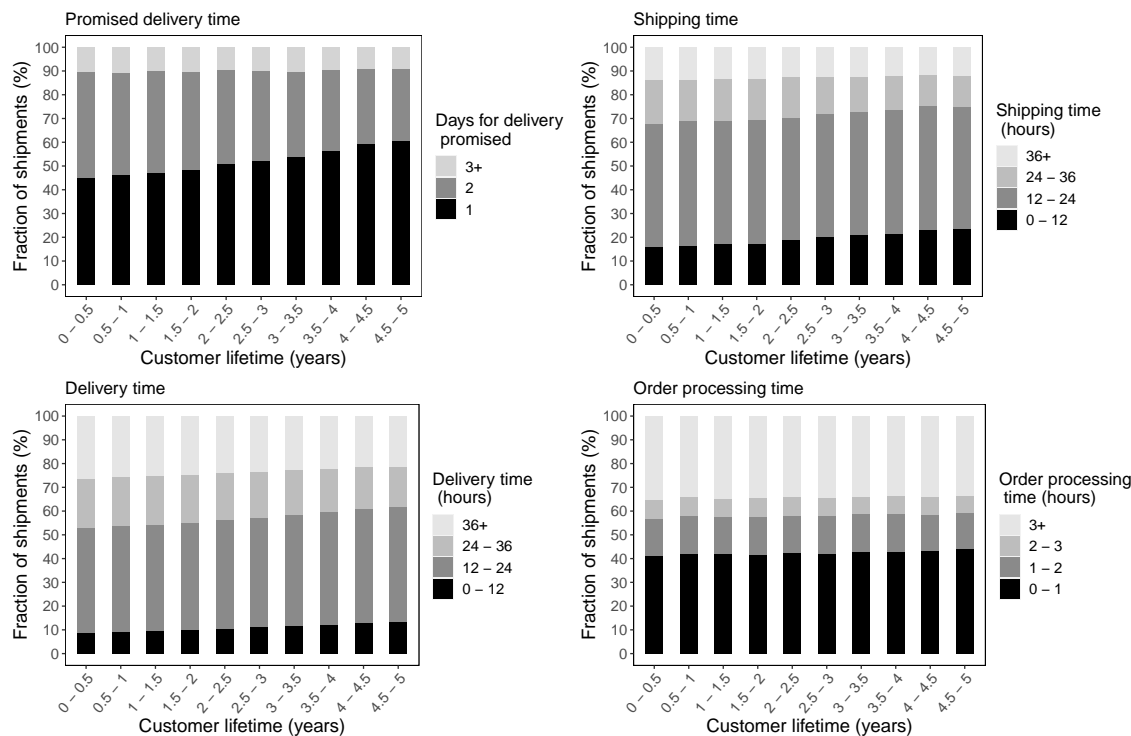 Promised delivery time
Fraction of shipments (%)
100
90
80
70
60
50
40
30
20
10
0
0 – 0.5
0.5 – 1
1 – 1.5
1.5 – 2
2 – 2.5
2.5 – 3
3 – 3.5
3.5 – 4
4 – 4.5
4.5 – 5
Customer lifetime (years)
Days for delivery
promised
3+
2
1
Shipping time
Fraction of shipments (%)
100
90
80
70
60
50
40
30
20
10
0
0 – 0.5
0.5 – 1
1 – 1.5
1.5 – 2
2 – 2.5
2.5 – 3
3 – 3.5
3.5 – 4
4 – 4.5
4.5 – 5
Customer lifetime (years)
Shipping time
(hours)
36+
24 – 36
12 – 24
0 – 12
Delivery time
Fraction of shipments (%)
100
90
80
70
60
50
40
30
20
10
0
0 – 0.5
0.5 – 1
1 – 1.5
1.5 – 2
2 – 2.5
2.5 – 3
3 – 3.5
3.5 – 4
4 – 4.5
4.5 – 5
Customer lifetime (years)
Delivery time
(hours)
36+
24 – 36
12 – 24
0 – 12
Order processing time
Fraction of shipments (%)
100
90
80
70
60
50
40
30
20
10
0
0 – 0.5
0.5 – 1
1 – 1.5
1.5 – 2
2 – 2.5
2.5 – 3
3 – 3.5
3.5 – 4
4 – 4.5
4.5 – 5
Customer lifetime (years)
Order processing
time (hours)
3+
2 – 3
1 – 2
0 – 1